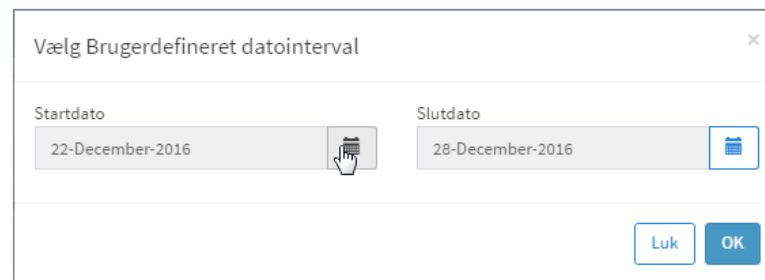 Vælg Brugerdefineret datointerval
×
Startdato
Slutdato
22-December-2016
28-December-2016
Luk
OK